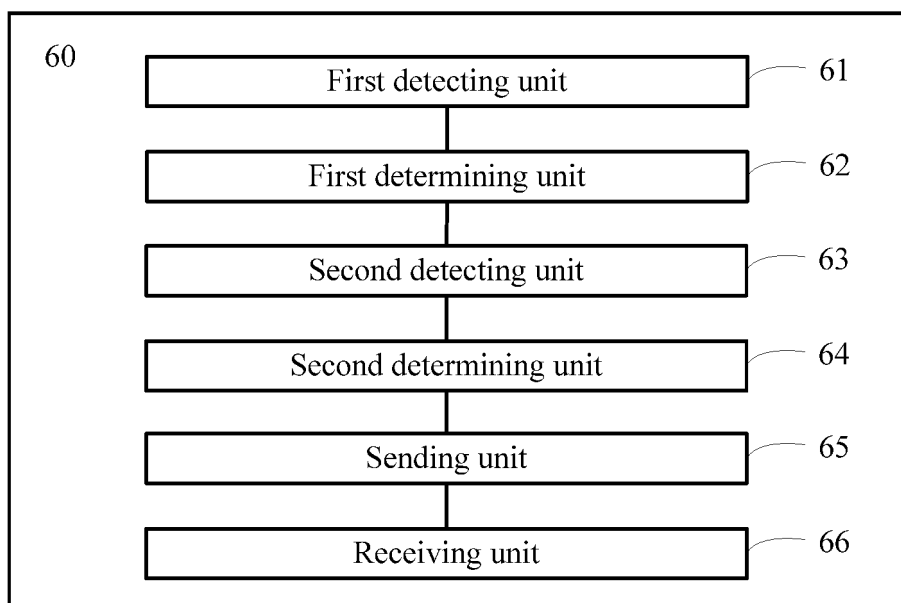 60
First detecting unit 61
First determining unit 62
Second detecting unit 63
Second determining unit 64
Sending unit 65
Receiving unit 66